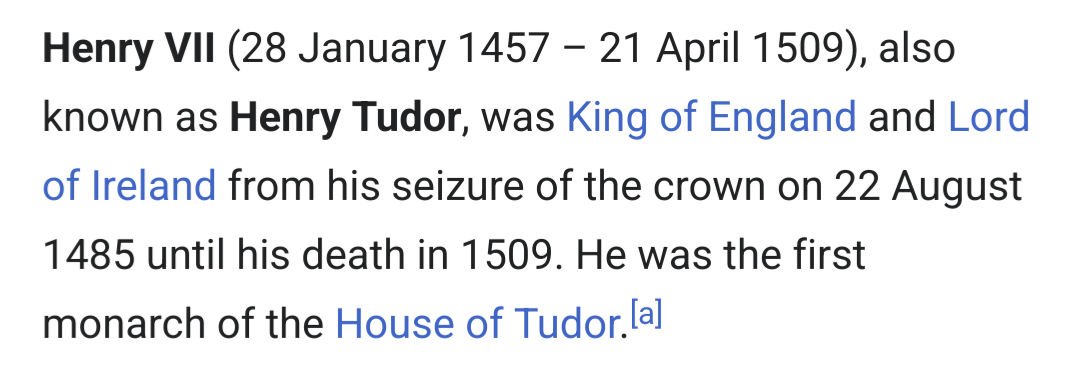 Henry VII (28 January 1457 – 21 April 1509), also
known as Henry Tudor, was King of England and Lord
of Ireland from his seizure of the crown on 22 August
1485 until his death in 1509. He was the first
monarch of the House of Tudor.[a]